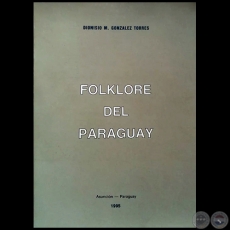 DIONISIO M. GONZALEZ TORRES
FOLKLORE
DEL
PARAGUAY
Asunción — Paraguay
1995